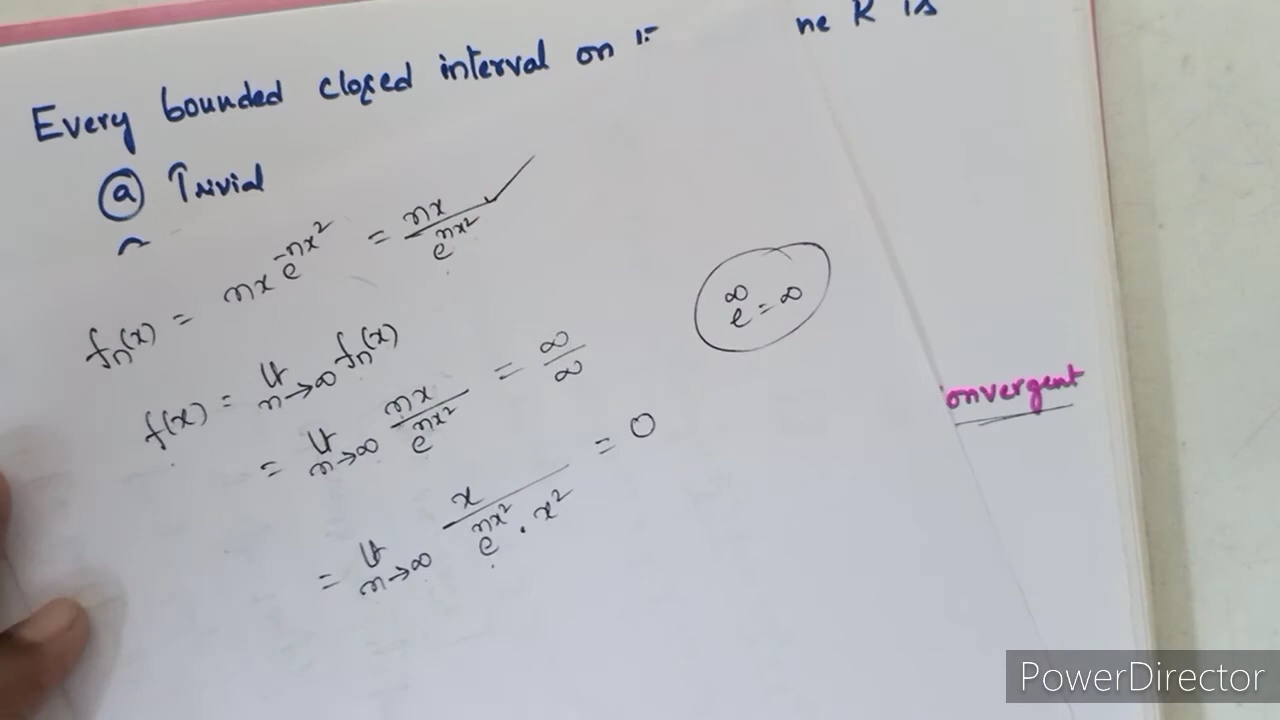 Every bounded closed interval on
ne R is
ⓐ Trivial
fₙ(x) = nx e^{-nx²} = nx / e^{nx²}
f(x) = lt n→∞ fₙ(x)
= lt n→∞ nx / e^{nx²} = ∞/∞
e^∞ = ∞
= lt n→∞ x / e^{nx²} · x² = 0
onvergent
PowerDirector